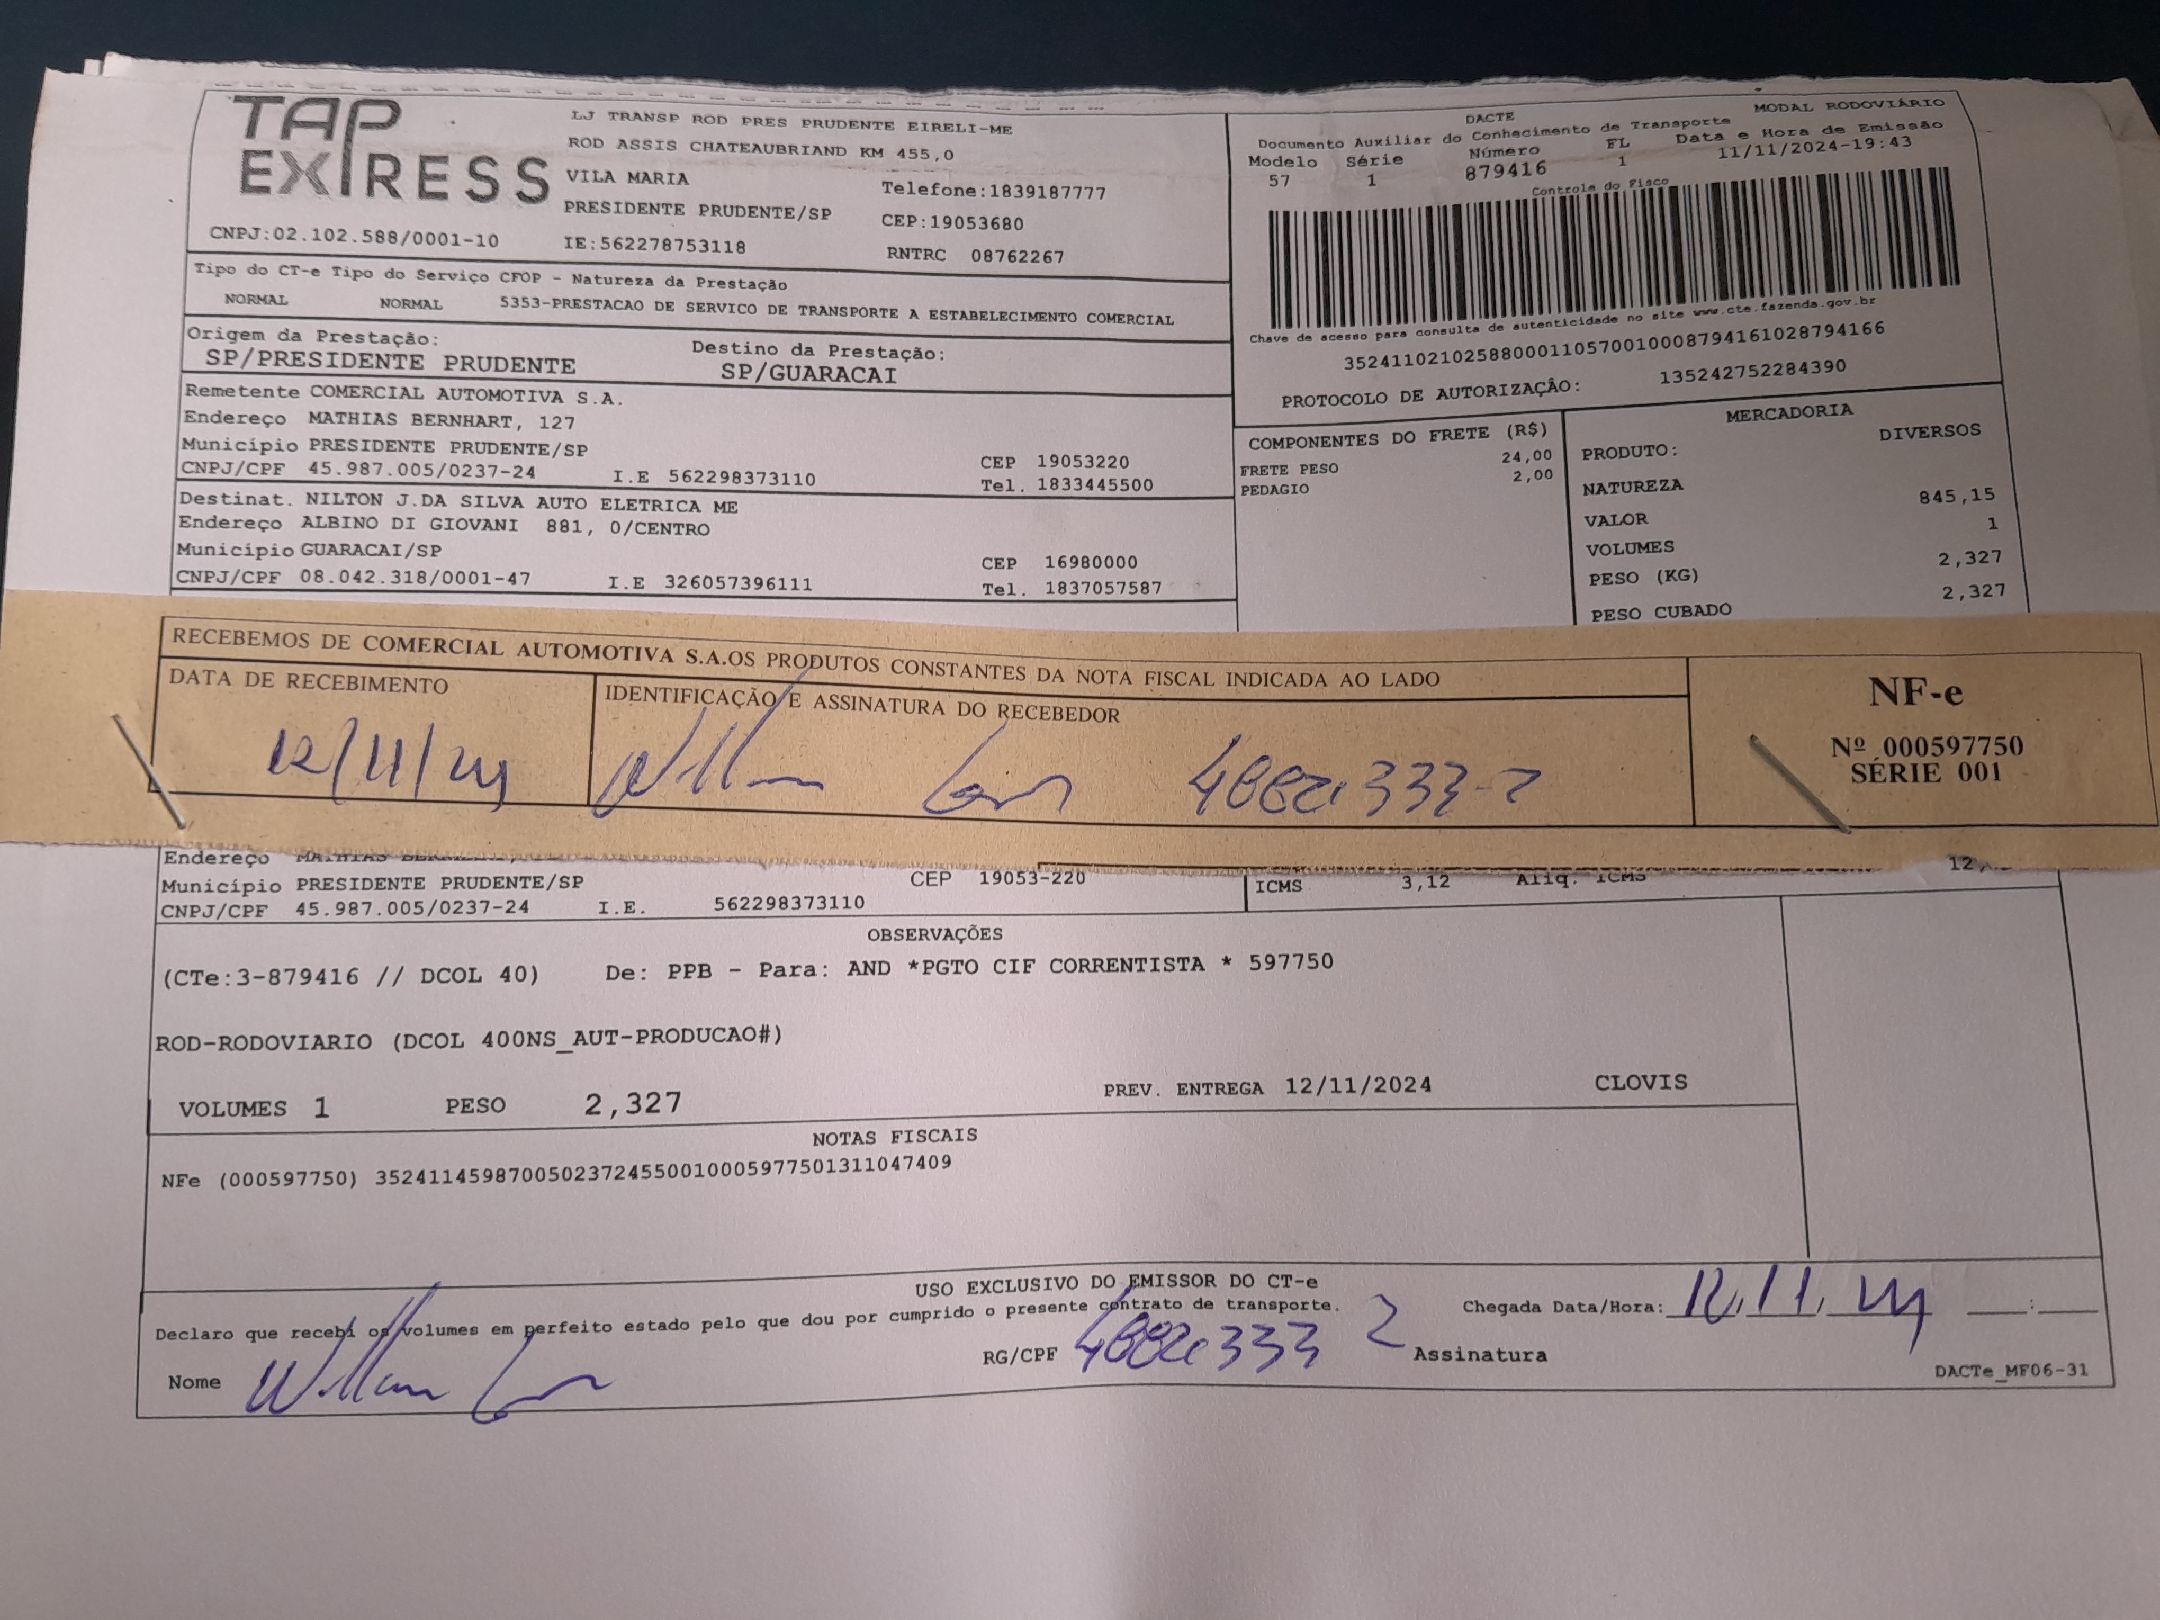 TAP
EXPRESS
LJ TRANSP ROD PRES PRUDENTE EIRELI-ME
ROD ASSIS CHATEAUBRIAND KM 455,0
VILA MARIA Telefone:1839187777
PRESIDENTE PRUDENTE/SP CEP:19053680
CNPJ:02.102.588/0001-10 IE:562278753118 RNTRC 08762267
DACTE MODAL RODOVIÁRIO
Documento Auxiliar do Conhecimento de Transporte
Modelo Série Número FL Data e Hora de Emissão
57 1 879416 1 11/11/2024-19:43
Controle do Fisco
Chave de acesso para consulta de autenticidade no site www.cte.fazenda.gov.br
35241102102588000110570010008794161028794166
PROTOCOLO DE AUTORIZAÇÃO: 135242752284390
Tipo do CT-e Tipo do Serviço CFOP - Natureza da Prestação
NORMAL NORMAL 5353-PRESTACAO DE SERVICO DE TRANSPORTE A ESTABELECIMENTO COMERCIAL
Origem da Prestação: Destino da Prestação:
SP/PRESIDENTE PRUDENTE SP/GUARACAI
Remetente COMERCIAL AUTOMOTIVA S.A.
Endereço MATHIAS BERNHART, 127
Município PRESIDENTE PRUDENTE/SP CEP 19053220
CNPJ/CPF 45.987.005/0237-24 I.E 562298373110 Tel. 1833445500
Destinat. NILTON J.DA SILVA AUTO ELETRICA ME
Endereço ALBINO DI GIOVANI 881, 0/CENTRO
Município GUARACAI/SP CEP 16980000
CNPJ/CPF 08.042.318/0001-47 I.E 326057396111 Tel. 1837057587
COMPONENTES DO FRETE (R$)
FRETE PESO 24,00
PEDAGIO 2,00
MERCADORIA
PRODUTO: DIVERSOS
NATUREZA
VALOR 845,15
VOLUMES 1
PESO (KG) 2,327
PESO CUBADO 2,327
RECEBEMOS DE COMERCIAL AUTOMOTIVA S.A.OS PRODUTOS CONSTANTES DA NOTA FISCAL INDICADA AO LADO
DATA DE RECEBIMENTO IDENTIFICAÇÃO E ASSINATURA DO RECEBEDOR
12/11/24
NF-e
Nº 000597750
SÉRIE 001
Endereço
Município PRESIDENTE PRUDENTE/SP CEP 19053-220
CNPJ/CPF 45.987.005/0237-24 I.E. 562298373110
ICMS 3,12 Aliq. ICMS
OBSERVAÇÕES
(CTe:3-879416 // DCOL 40) De: PPB - Para: AND *PGTO CIF CORRENTISTA * 597750
ROD-RODOVIARIO (DCOL 400NS_AUT-PRODUCAO#)
VOLUMES 1 PESO 2,327 PREV. ENTREGA 12/11/2024 CLOVIS
NOTAS FISCAIS
NFe (000597750) 35241145987005023724550010005977501311047409
USO EXCLUSIVO DO EMISSOR DO CT-e
Declaro que recebi os volumes em perfeito estado pelo que dou por cumprido o presente contrato de transporte. Chegada Data/Hora: 12 11 24 :
Nome RG/CPF Assinatura
DACTe_MF06-31